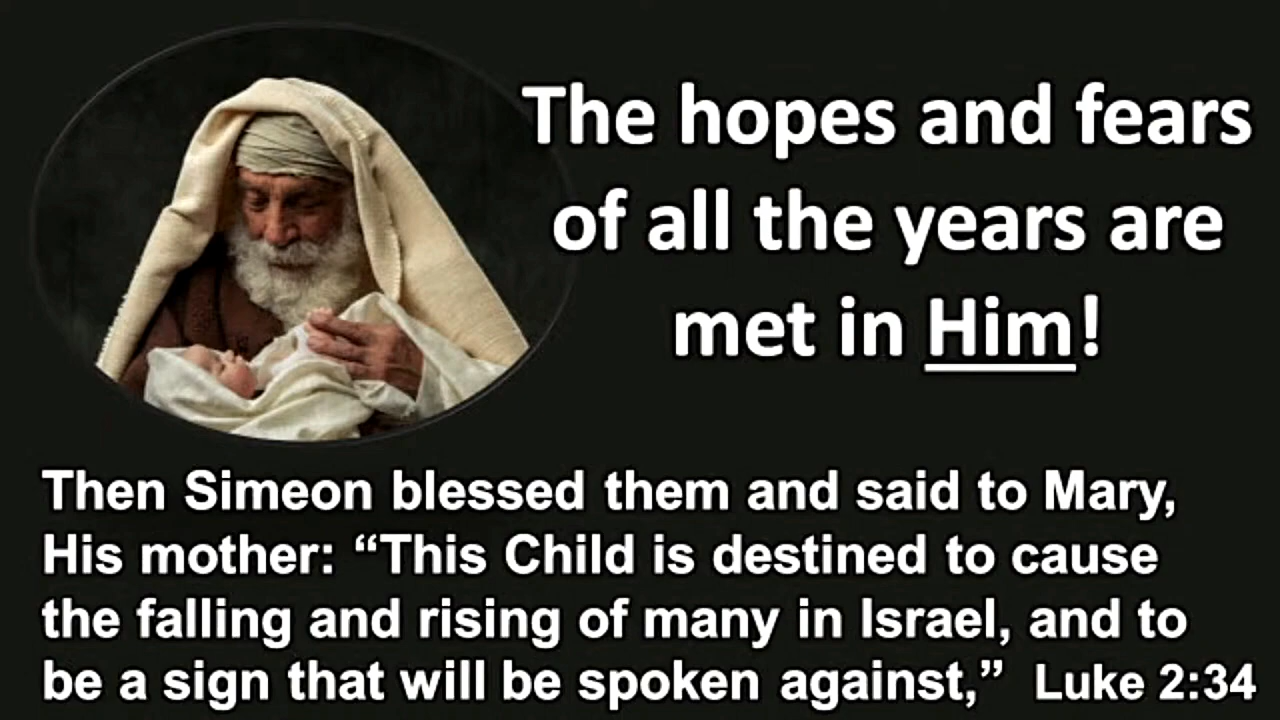 The hopes and fears
of all the years are
met in Him!
Then Simeon blessed them and said to Mary,
His mother: “This Child is destined to cause
the falling and rising of many in Israel, and to
be a sign that will be spoken against,” Luke 2:34